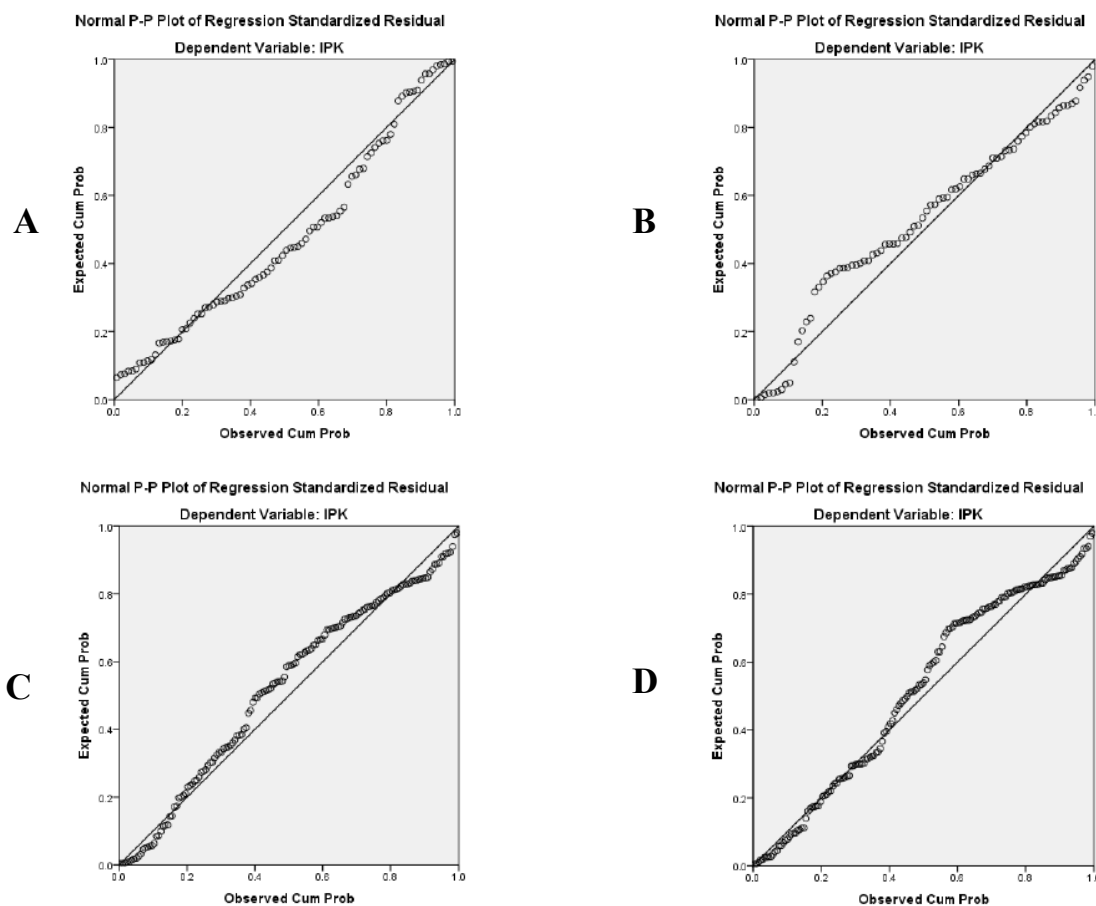 Normal P-P Plot of Regression Standardized Residual
Dependent Variable: IPK
A
Expected Cum Prob
1.0
0.8
0.6
0.4
0.2
0.0
0.0 0.2 0.4 0.6 0.8 1.0
Observed Cum Prob
Normal P-P Plot of Regression Standardized Residual
Dependent Variable: IPK
B
Expected Cum Prob
1.0
0.8
0.6
0.4
0.2
0.0
0.0 0.2 0.4 0.6 0.8 1.0
Observed Cum Prob
Normal P-P Plot of Regression Standardized Residual
Dependent Variable: IPK
C
Expected Cum Prob
1.0
0.8
0.6
0.4
0.2
0.0
0.0 0.2 0.4 0.6 0.8 1.0
Observed Cum Prob
Normal P-P Plot of Regression Standardized Residual
Dependent Variable: IPK
D
Expected Cum Prob
1.0
0.8
0.6
0.4
0.2
0.0
0.0 0.2 0.4 0.6 0.8 1.0
Observed Cum Prob